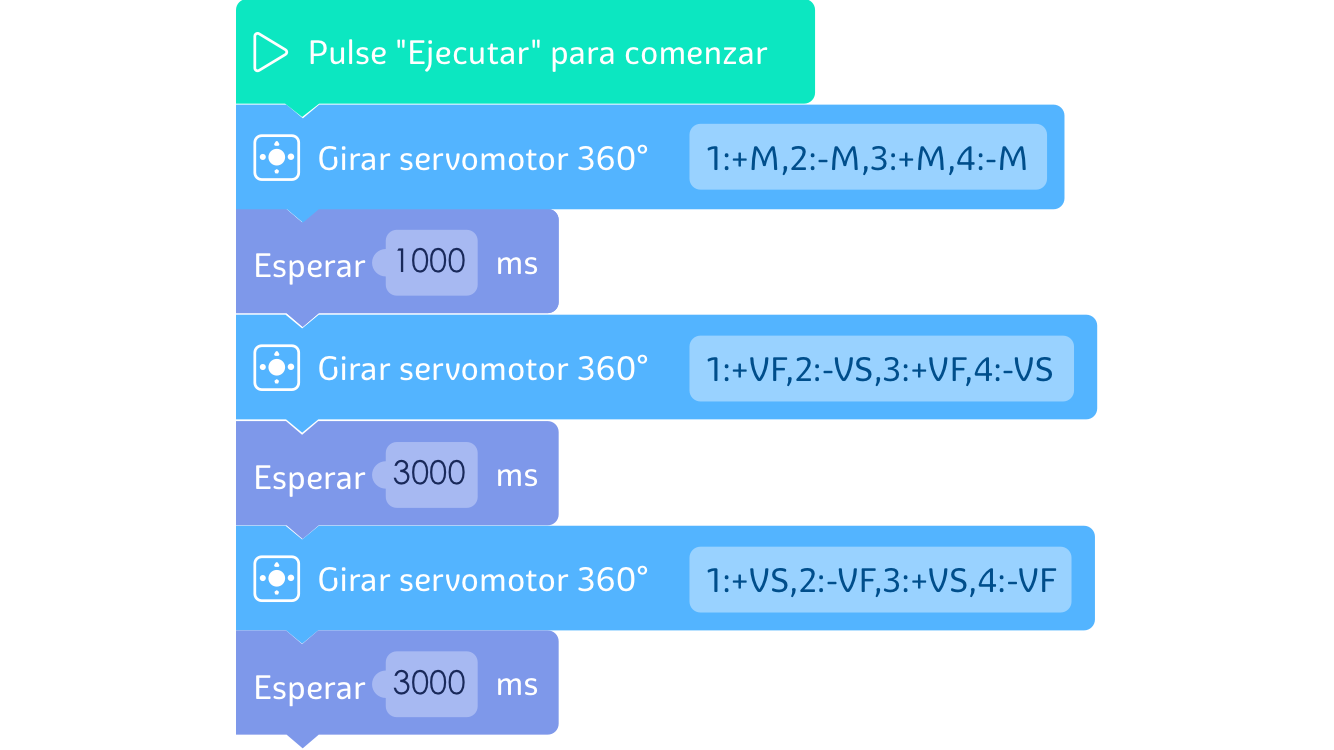 Pulse "Ejecutar" para comenzar
Girar servomotor 360° 1:+M,2:-M,3:+M,4:-M
Esperar 1000 ms
Girar servomotor 360° 1:+VF,2:-VS,3:+VF,4:-VS
Esperar 3000 ms
Girar servomotor 360° 1:+VS,2:-VF,3:+VS,4:-VF
Esperar 3000 ms